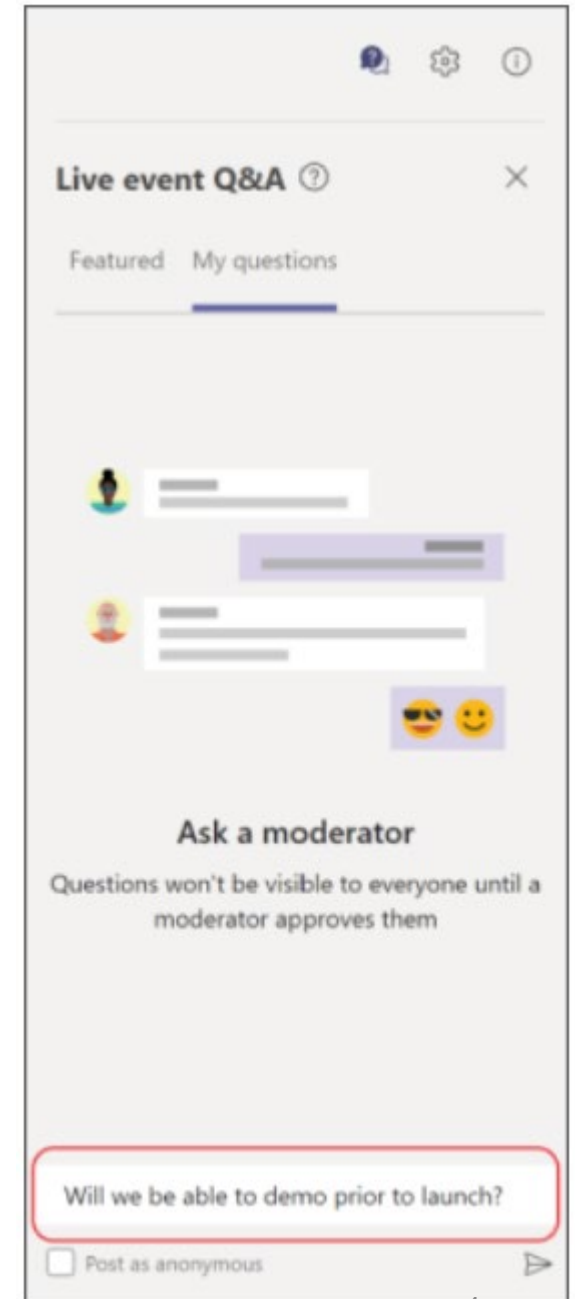 Live event Q&A
Featured My questions
Ask a moderator
Questions won't be visible to everyone until a
moderator approves them
Will we be able to demo prior to launch?
Post as anonymous